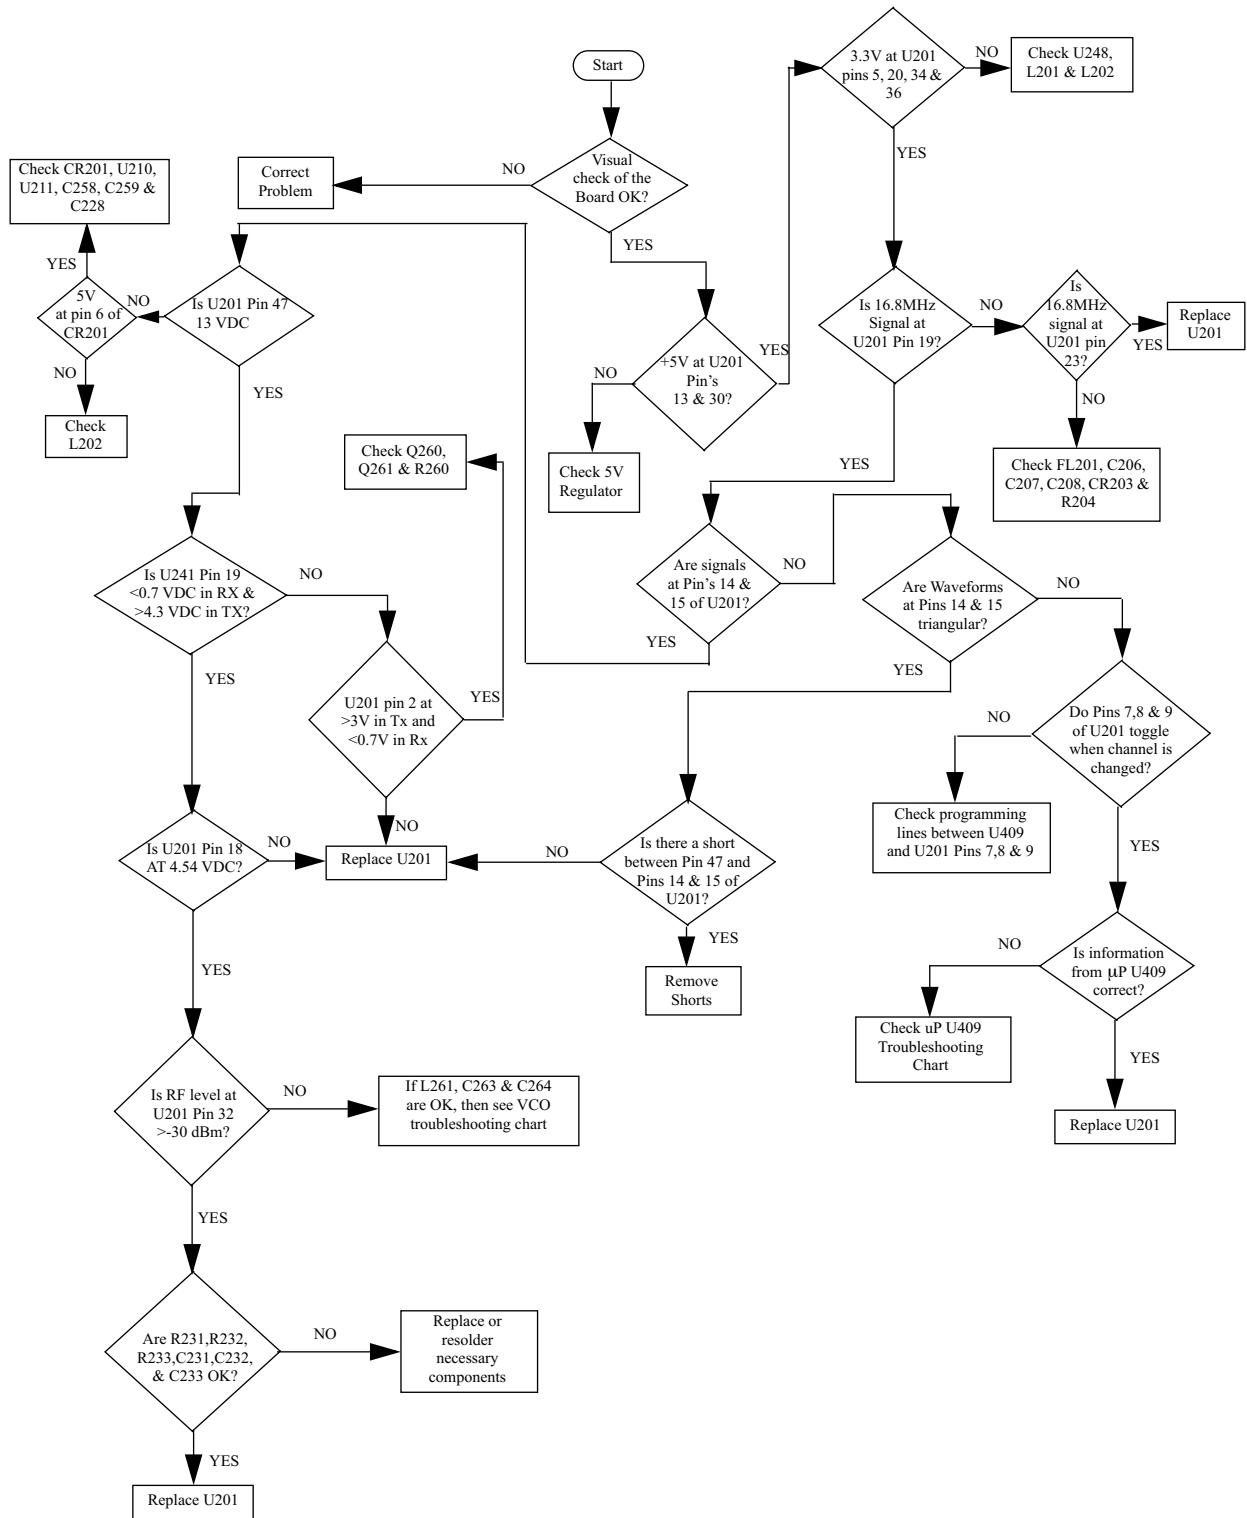 Start
3.3V at U201
pins 5, 20, 34 &
36
NO
Check U248,
L201 & L202
YES
Visual
check of the
Board OK?
NO
Correct
Problem
YES
Check CR201, U210,
U211, C258, C259 &
C228
YES
5V
at pin 6 of
CR201
NO
Is U201 Pin 47
13 VDC
NO
Check
L202
YES
+5V at U201
Pin's
13 & 30?
YES
NO
Check 5V
Regulator
Is 16.8MHz
Signal at
U201 Pin 19?
NO
Is
16.8MHz
signal at
U201 pin
23?
YES
Replace
U201
NO
Check FL201, C206,
C207, C208, CR203 &
R204
YES
Check Q260,
Q261 & R260
Are signals
at Pin's 14 &
15 of U201?
NO
YES
Are Waveforms
at Pins 14 & 15
triangular?
NO
YES
Is U241 Pin 19
<0.7 VDC in RX &
>4.3 VDC in TX?
NO
YES
U201 pin 2 at
>3V in Tx and
<0.7V in Rx
YES
NO
Do Pins 7,8 & 9
of U201 toggle
when channel is
changed?
NO
Check programming
lines between U409
and U201 Pins 7,8 & 9
YES
Is U201 Pin 18
AT 4.54 VDC?
NO
Replace U201
NO
Is there a short
between Pin 47 and
Pins 14 & 15 of
U201?
YES
Remove
Shorts
YES
Is information
from μP U409
correct?
NO
Check uP U409
Troubleshooting
Chart
YES
Replace U201
Is RF level at
U201 Pin 32
>-30 dBm?
NO
If L261, C263 & C264
are OK, then see VCO
troubleshooting chart
YES
Are R231,R232,
R233,C231,C232,
& C233 OK?
NO
Replace or
resolder
necessary
components
YES
Replace U201